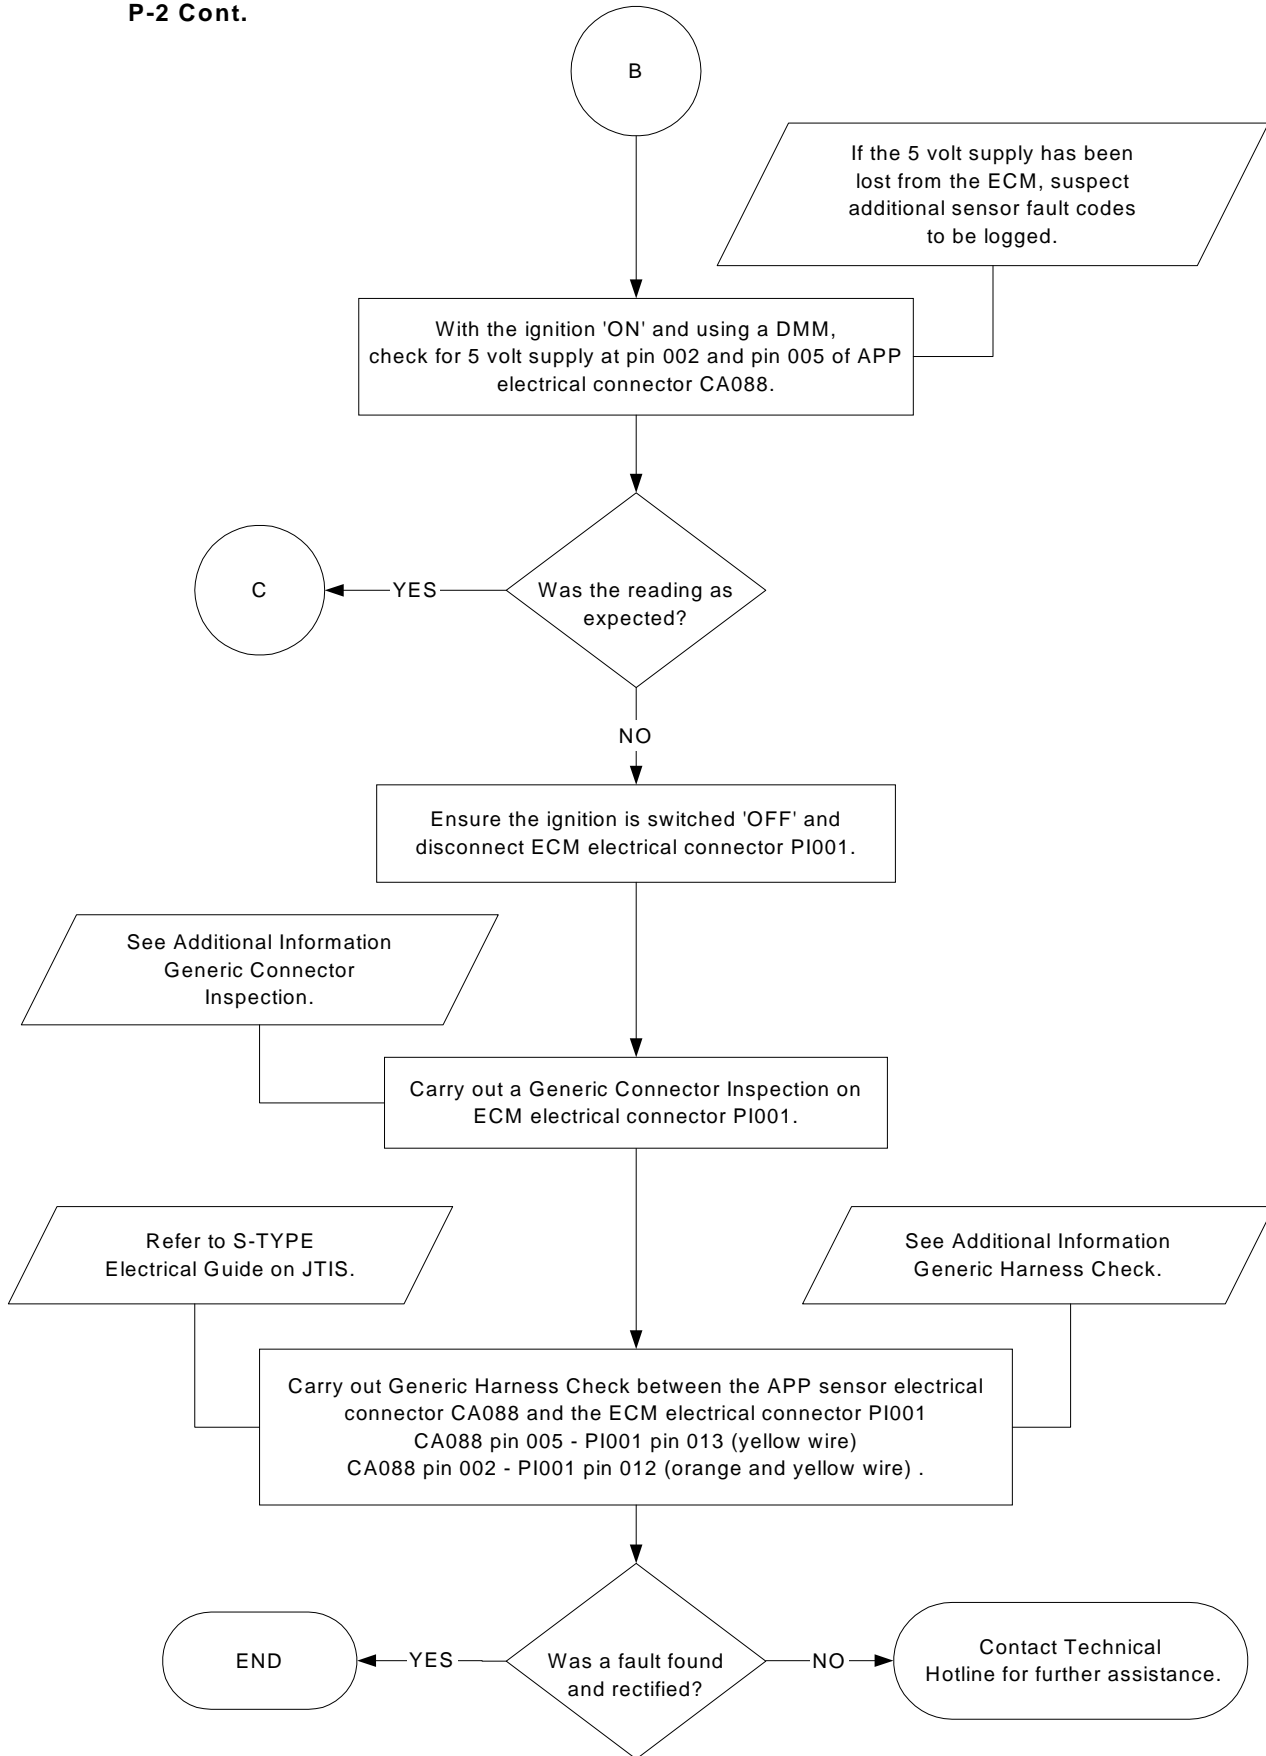 P-2 Cont.
B
If the 5 volt supply has been
lost from the ECM, suspect
additional sensor fault codes
to be logged.
With the ignition 'ON' and using a DMM,
check for 5 volt supply at pin 002 and pin 005 of APP
electrical connector CA088.
C
YES
Was the reading as
expected?
NO
Ensure the ignition is switched 'OFF' and
disconnect ECM electrical connector PI001.
See Additional Information
Generic Connector
Inspection.
Carry out a Generic Connector Inspection on
ECM electrical connector PI001.
Refer to S-TYPE
Electrical Guide on JTIS.
See Additional Information
Generic Harness Check.
Carry out Generic Harness Check between the APP sensor electrical
connector CA088 and the ECM electrical connector PI001
CA088 pin 005 - PI001 pin 013 (yellow wire)
CA088 pin 002 - PI001 pin 012 (orange and yellow wire) .
END
YES
Was a fault found
and rectified?
NO
Contact Technical
Hotline for further assistance.